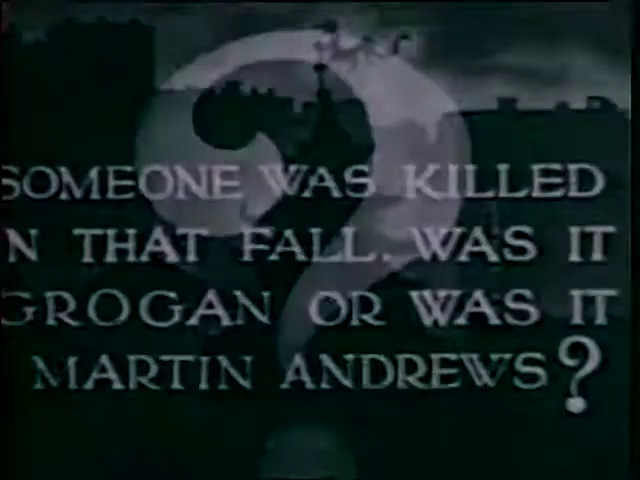 SOMEONE WAS KILLED
N THAT FALL. WAS IT
GROGAN OR WAS IT
MARTIN ANDREWS?